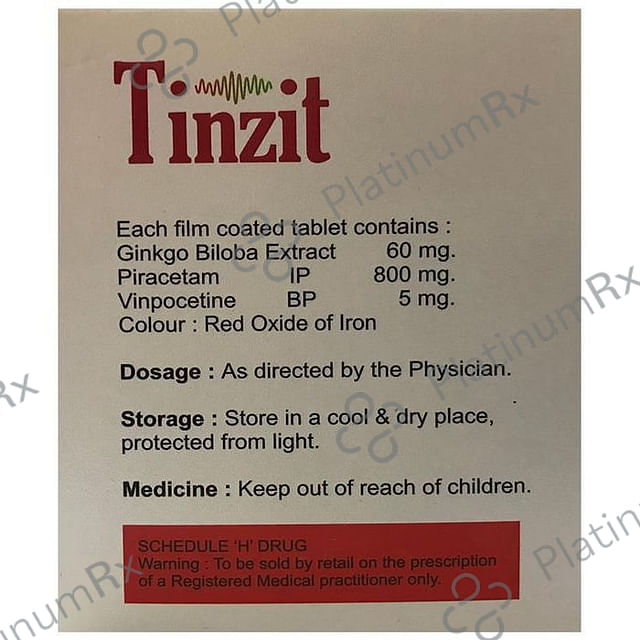 Tinzit
Each film coated tablet contains :
Ginkgo Biloba Extract 60 mg.
Piracetam IP 800 mg.
Vinpocetine BP 5 mg.
Colour : Red Oxide of Iron
Dosage : As directed by the Physician.
Storage : Store in a cool & dry place,
protected from light.
Medicine : Keep out of reach of children.
SCHEDULE 'H' DRUG
Warning : To be sold by retail on the prescription
of a Registered Medical practitioner only.
PlatinumRx
PlatinumRx